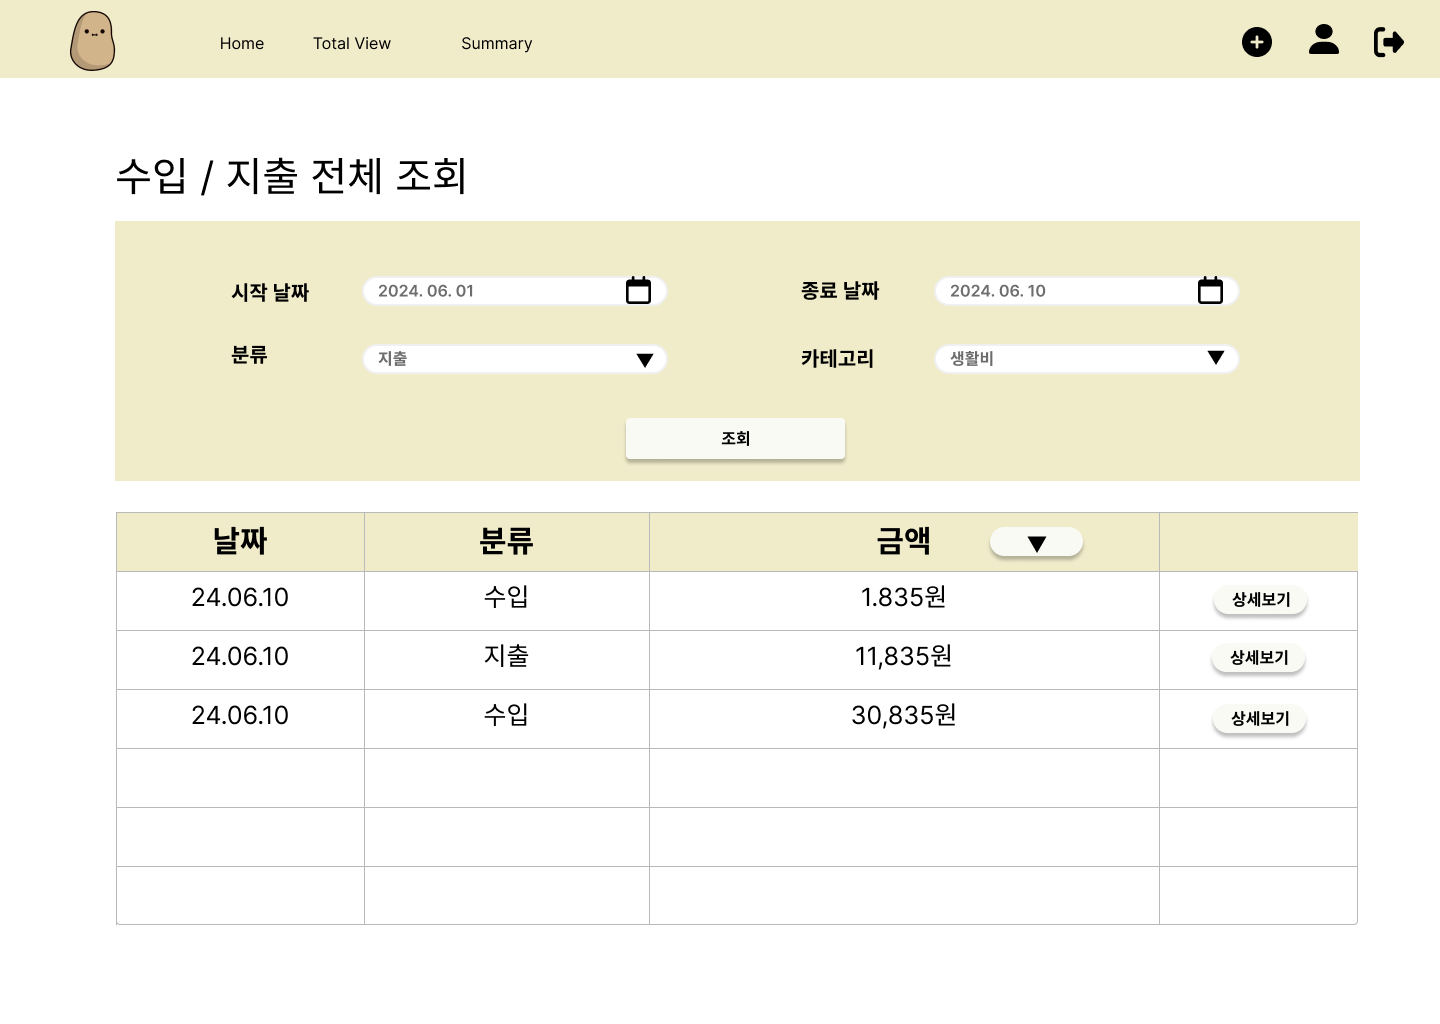 Home Total View Summary
수입 / 지출 전체 조회
시작 날짜 2024. 06. 01 종료 날짜 2024. 06. 10
분류 지출 카테고리 생활비
조회
날짜 분류 금액 ▼
24.06.10 수입 1.835원 상세보기
24.06.10 지출 11,835원 상세보기
24.06.10 수입 30,835원 상세보기